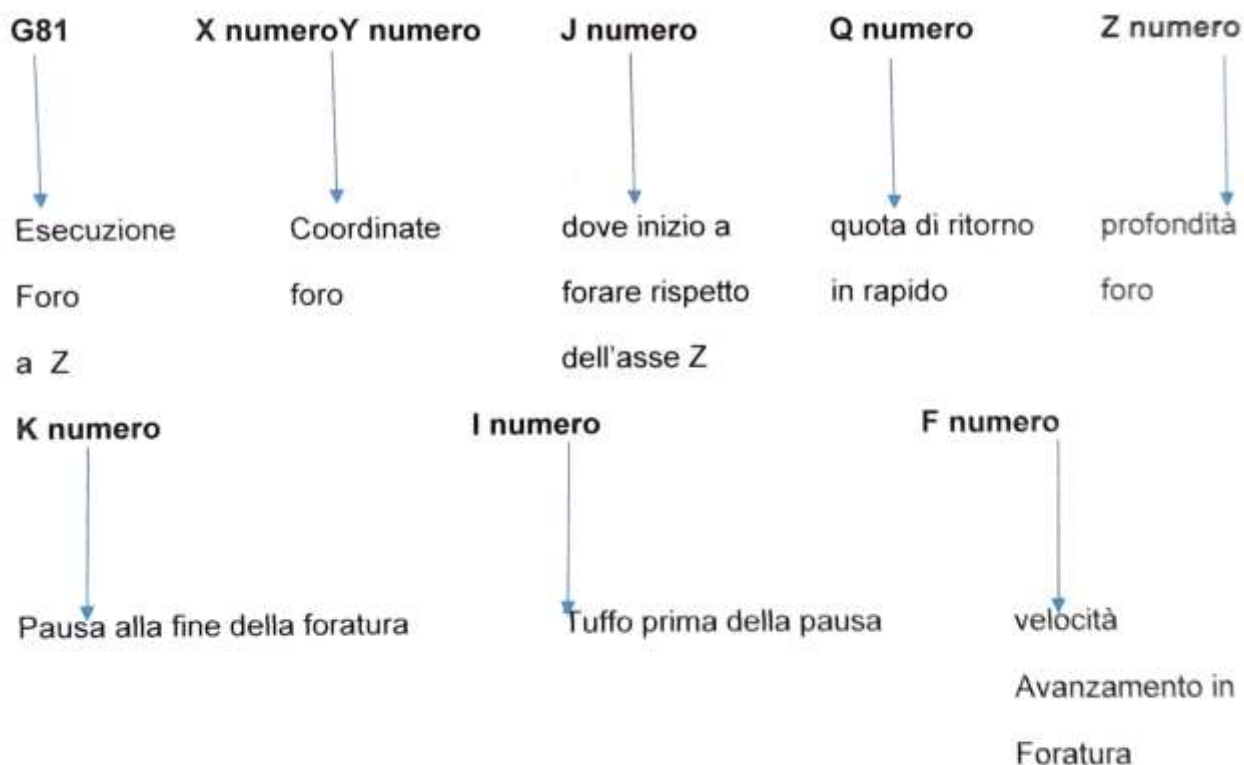 G81 X numeroY numero J numero Q numero Z numero
Esecuzione Coordinate dove inizio a quota di ritorno profondità
Foro foro forare rispetto in rapido foro
a Z dell'asse Z
K numero I numero F numero
Pausa alla fine della foratura Tuffo prima della pausa velocità
Avanzamento in
Foratura